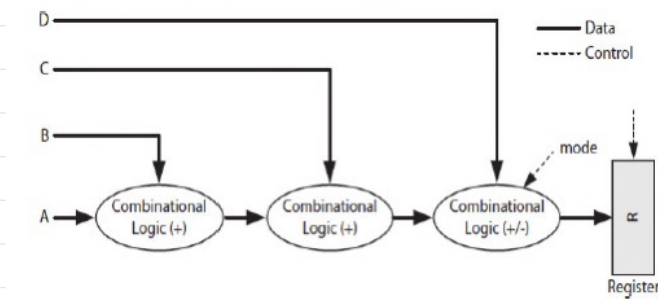 D
Data
Control
C
B
mode
A
Combinational
Logic (+)
Combinational
Logic (+)
Combinational
Logic (+/-)
R
Register